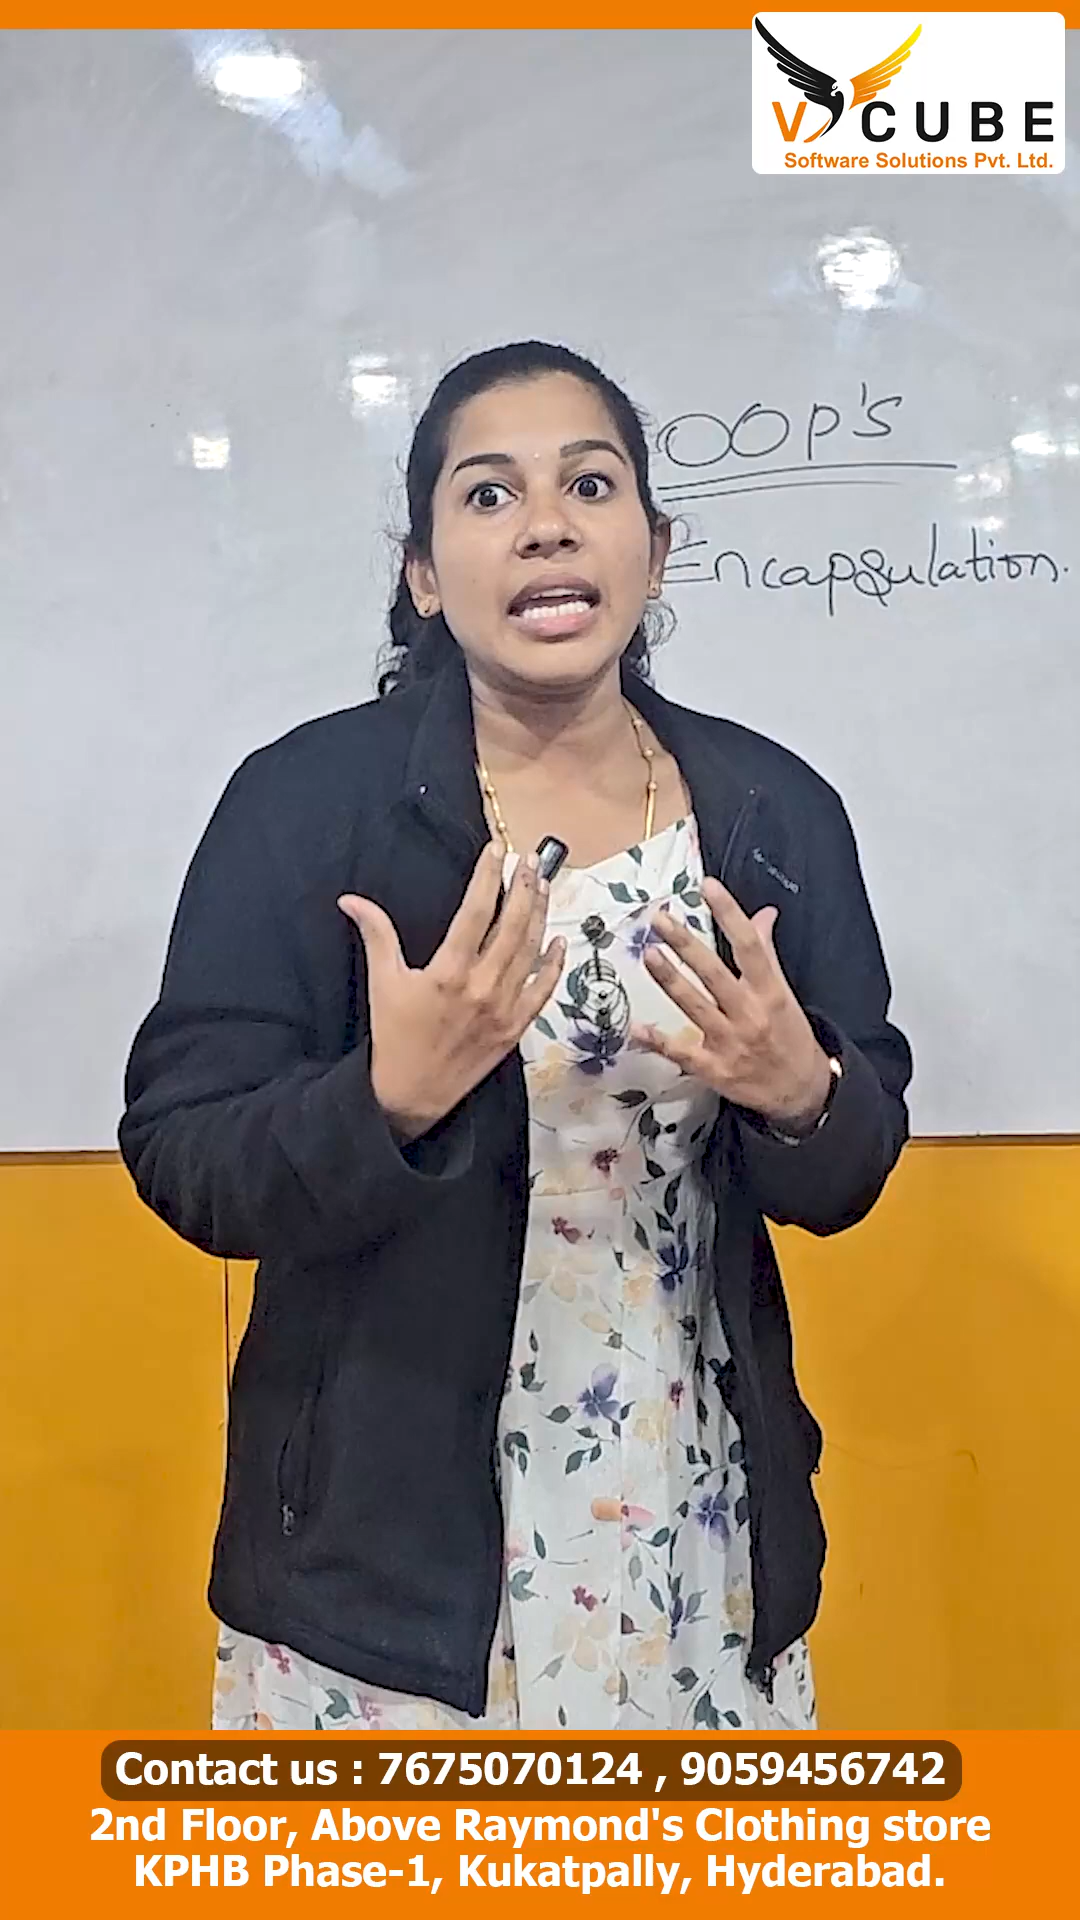 V CUBE
Software Solutions Pvt. Ltd.
OOP's
Encapsulation.
Contact us : 7675070124 , 9059456742
2nd Floor, Above Raymond's Clothing store
KPHB Phase-1, Kukatpally, Hyderabad.